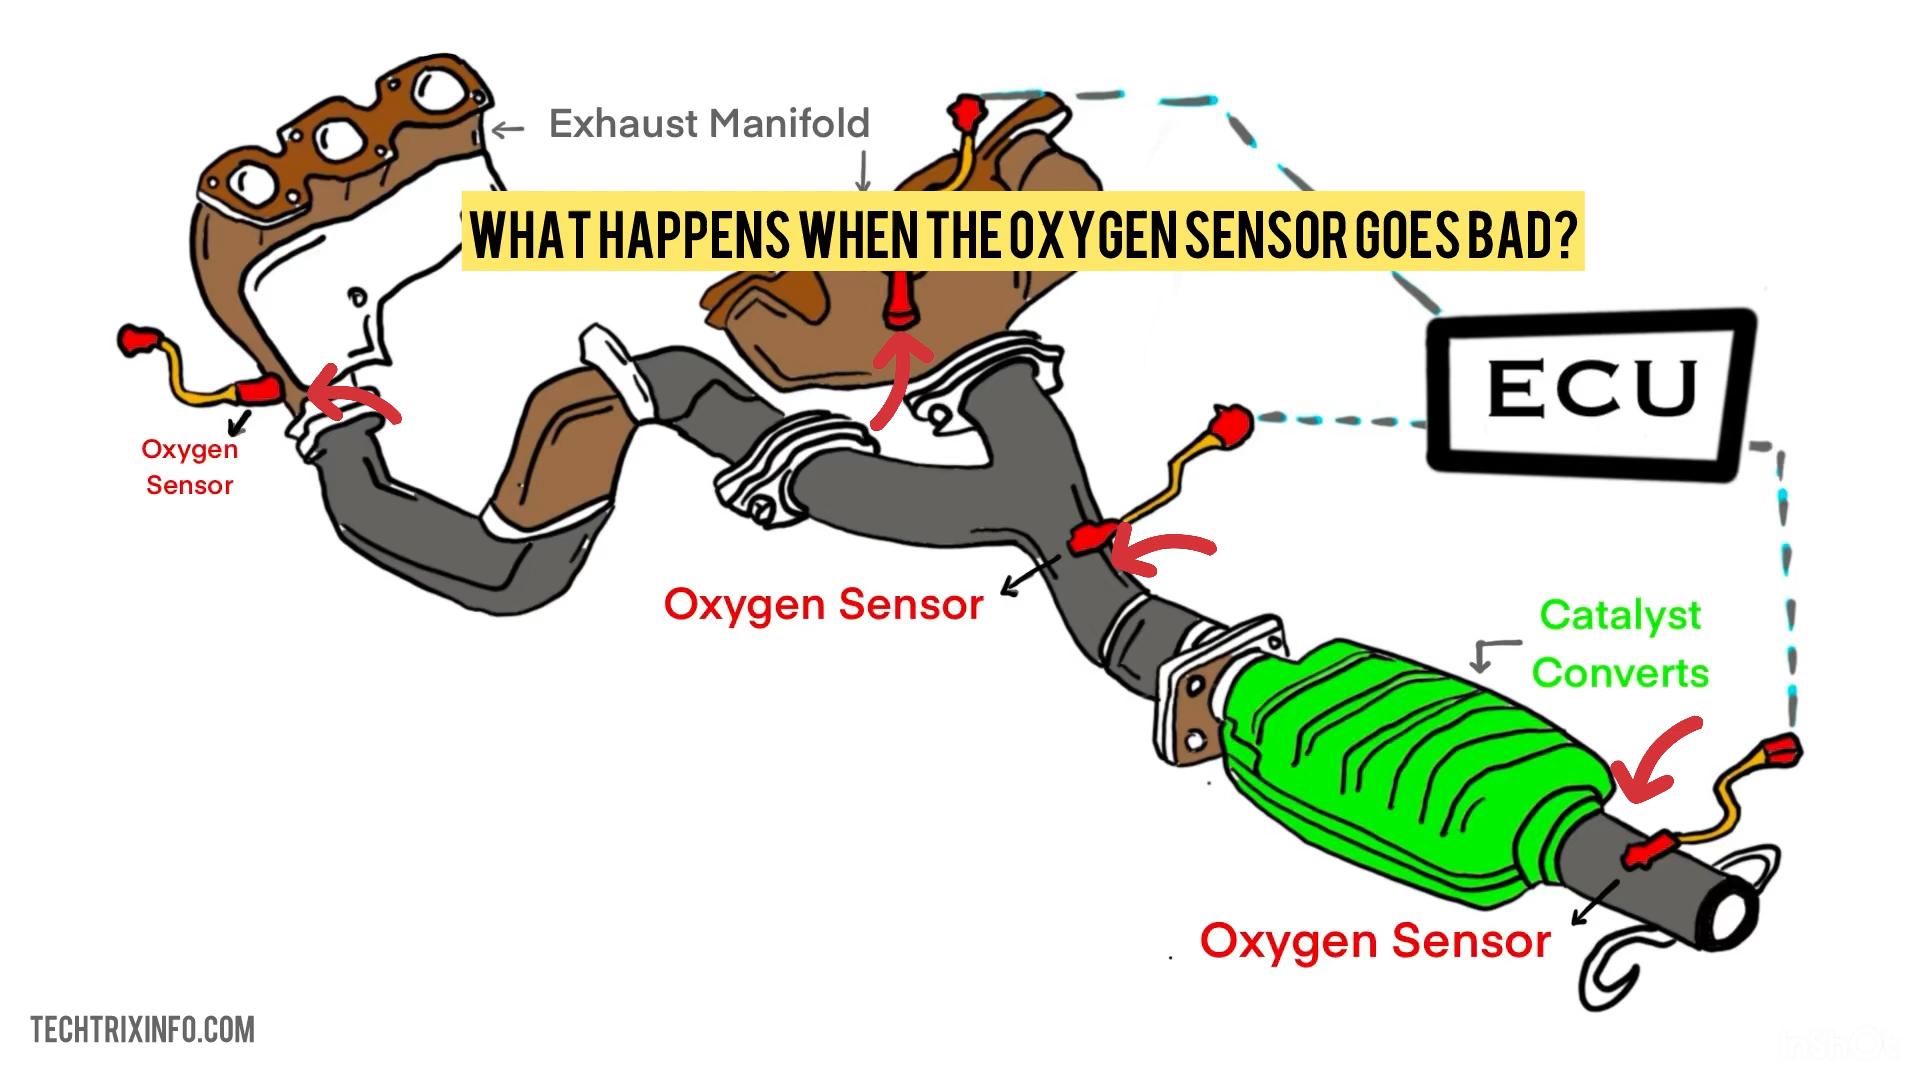 Exhaust Manifold
WHAT HAPPENS WHEN THE OXYGEN SENSOR GOES BAD?
ECU
Oxygen
Sensor
Oxygen Sensor
Catalyst
Converts
Oxygen Sensor
TECHTRIXINFO.COM
InShOt